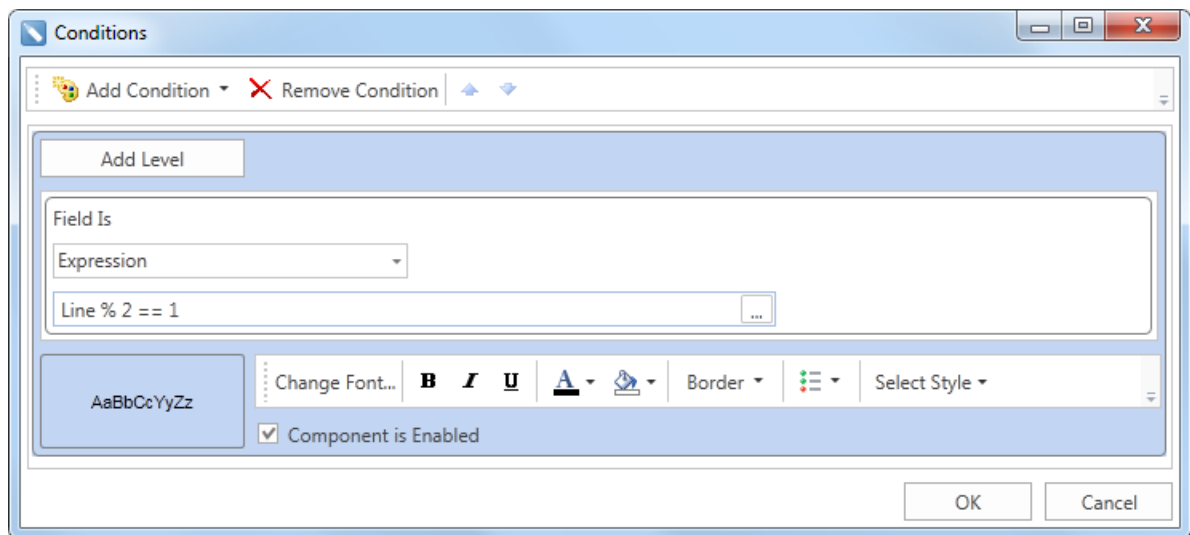 Conditions
Add Condition Remove Condition
Add Level
Field Is
Expression
Line % 2 == 1
...
AaBbCcYyZz
Change Font... B I U A Border Select Style
Component is Enabled
OK Cancel